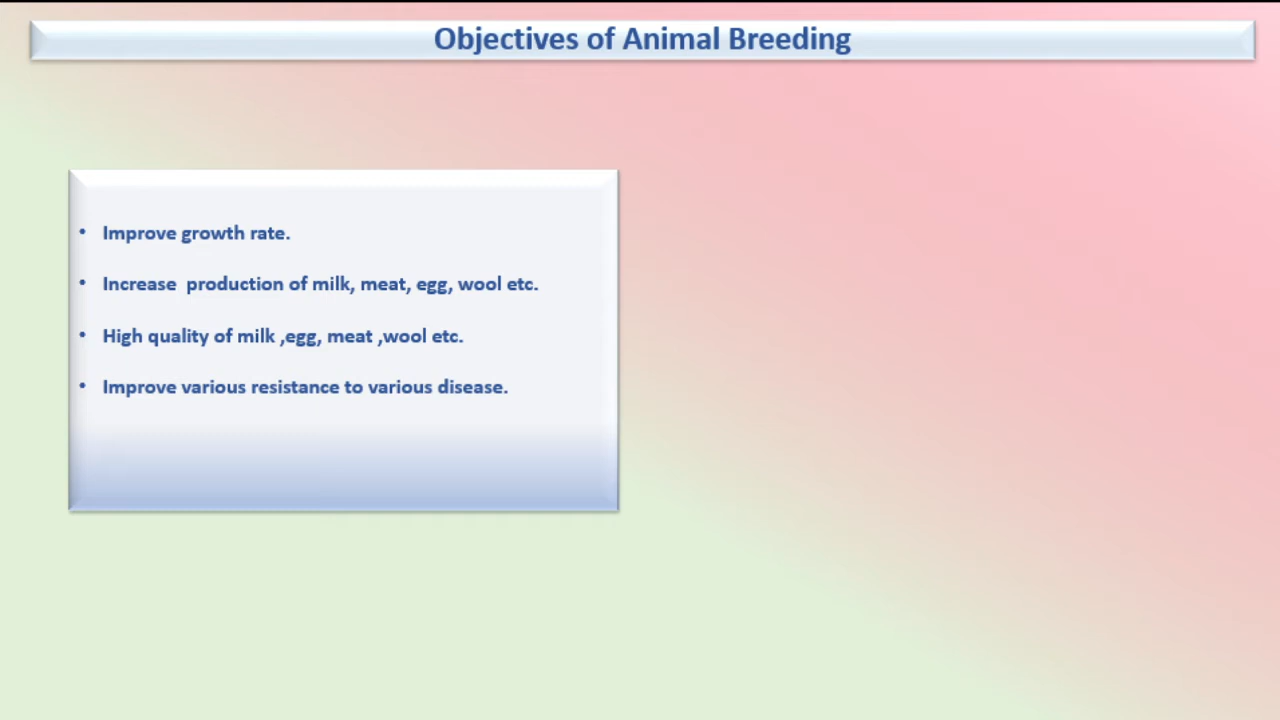 Objectives of Animal Breeding
• Improve growth rate.
• Increase  production of milk, meat, egg, wool etc.
• High quality of milk ,egg, meat ,wool etc.
• Improve various resistance to various disease.